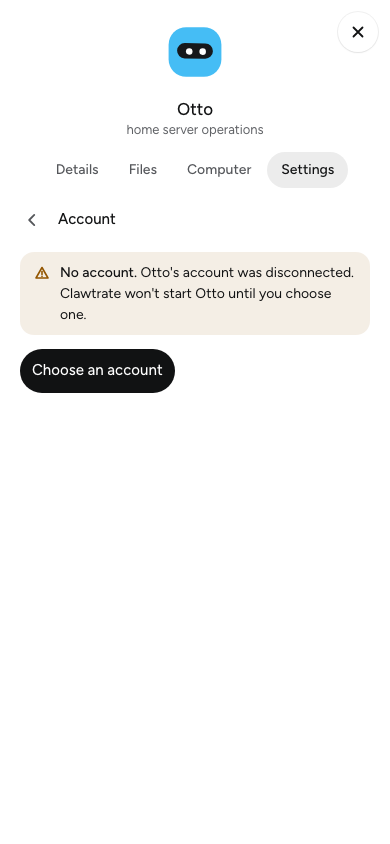 Otto
home server operations
Details Files Computer Settings
Account
No account. Otto's account was disconnected.
Clawtrate won't start Otto until you choose
one.
Choose an account